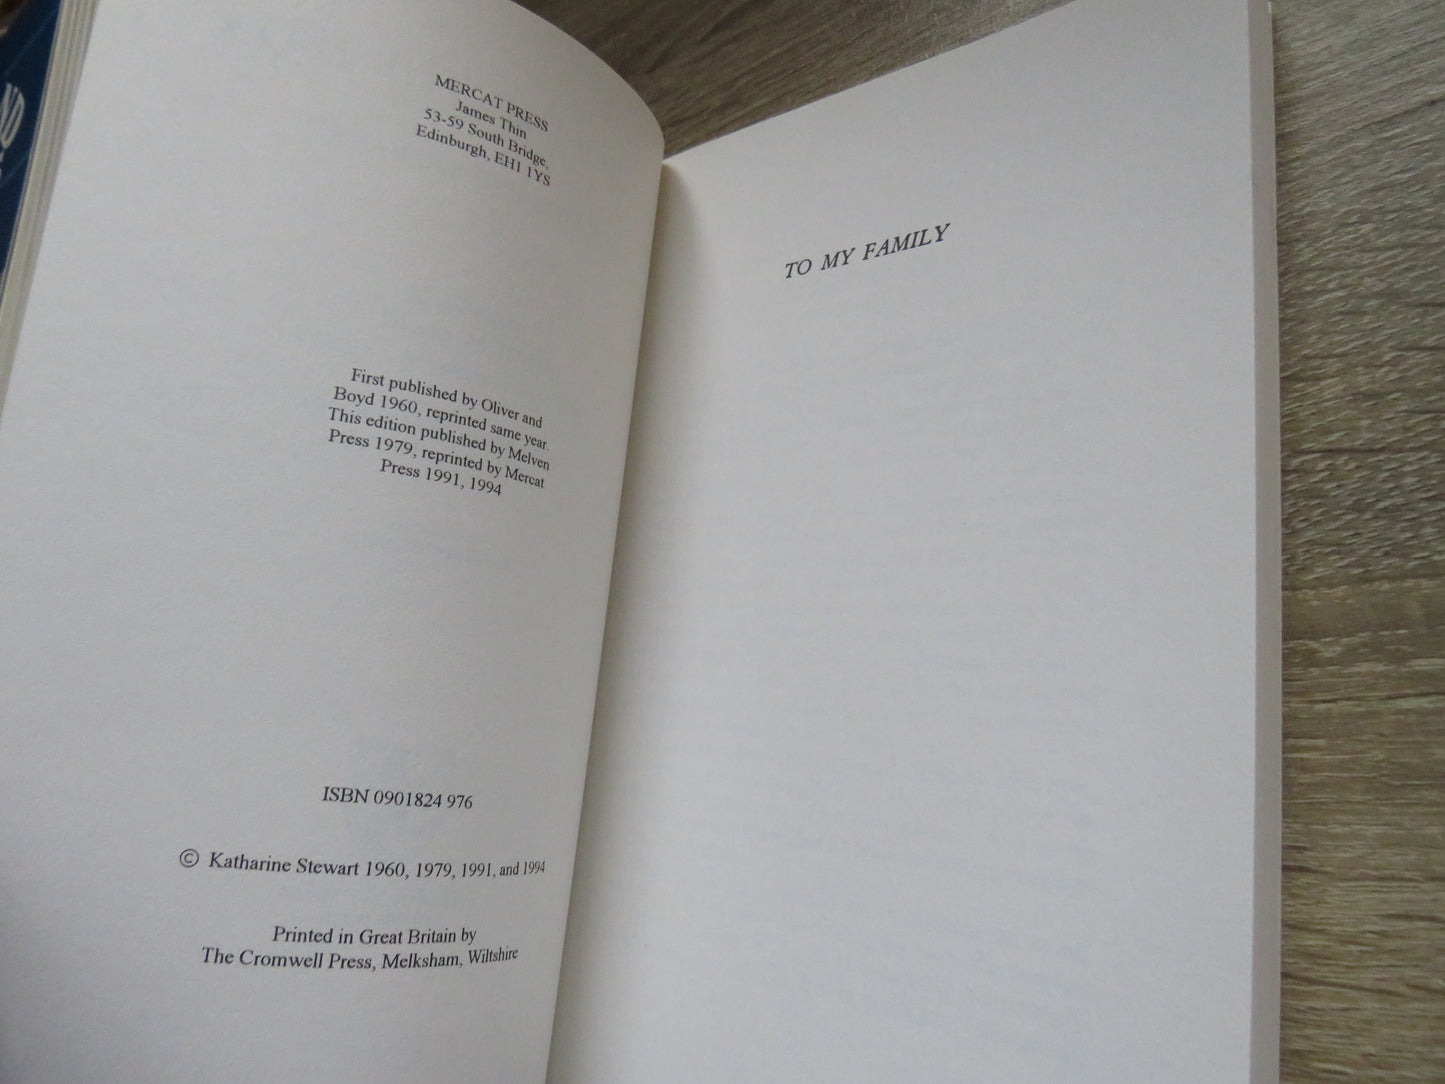 MERCAT PRESS
James Thin
53-59 South Bridge,
Edinburgh, EH1 1YS
First published by Oliver and
Boyd 1960, reprinted same year.
This edition published by Melven
Press 1979, reprinted by Mercat
Press 1991, 1994
ISBN 0901824 976
© Katharine Stewart 1960, 1979, 1991, and 1994
Printed in Great Britain by
The Cromwell Press, Melksham, Wiltshire
TO MY FAMILY